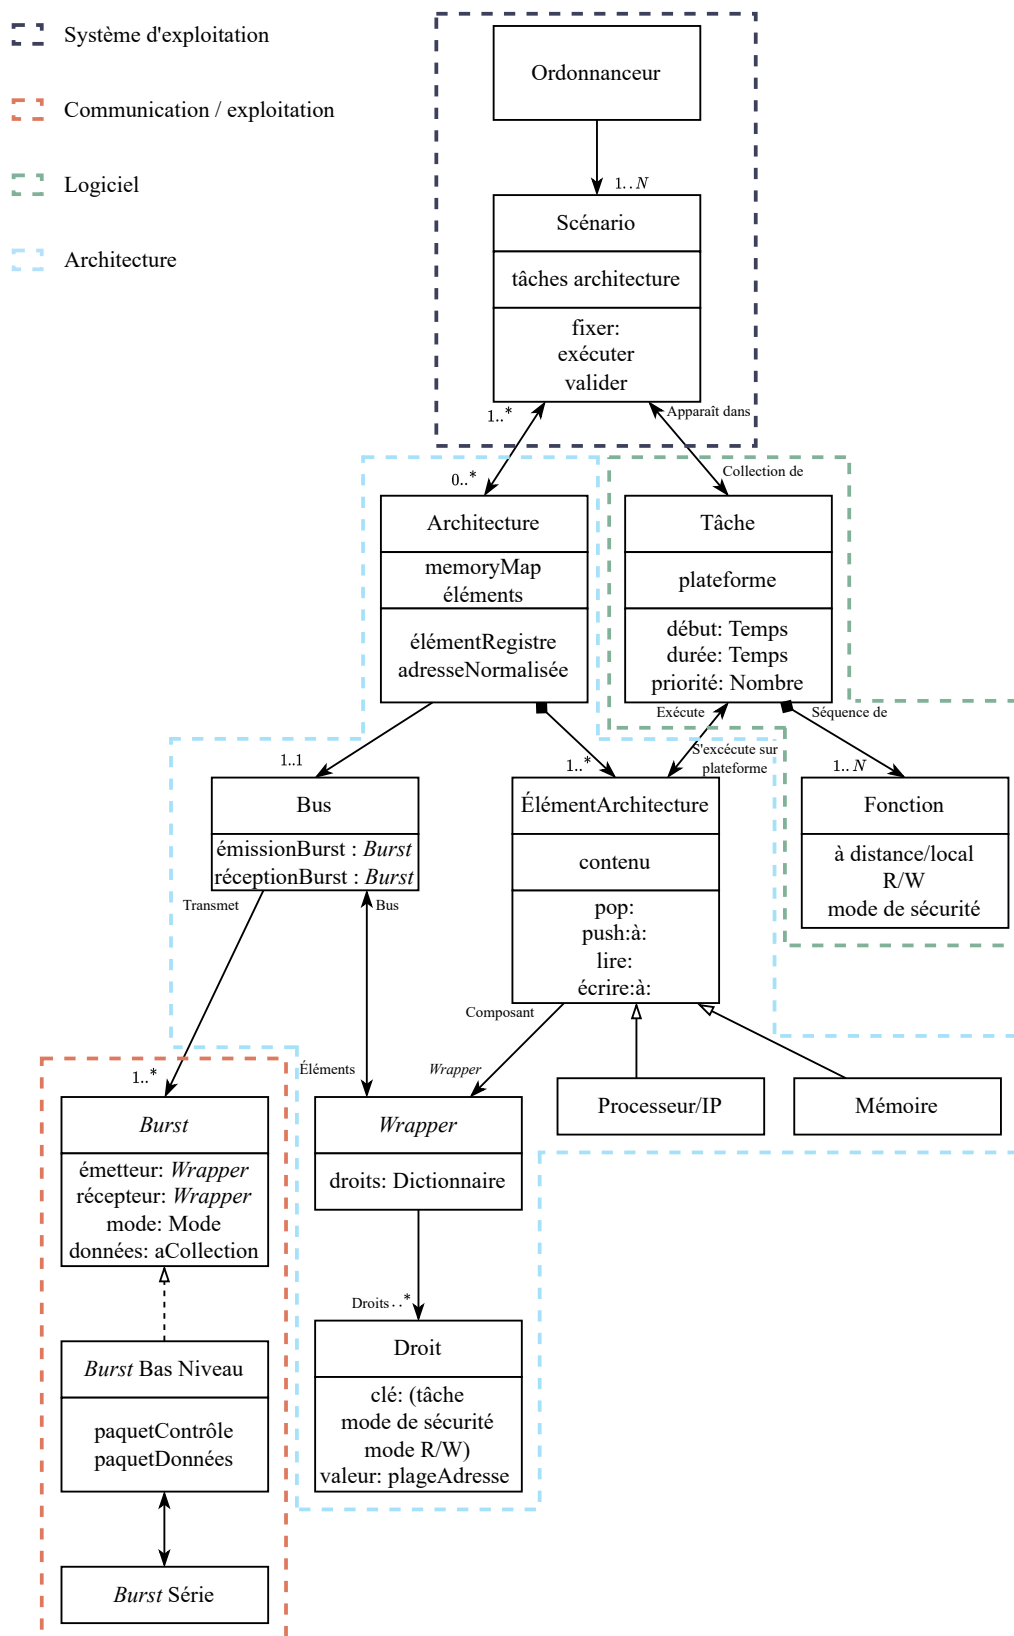 Système d'exploitation
Communication / exploitation
Logiciel
Architecture
Ordonnanceur
1..N
Scénario
tâches architecture
fixer:
exécuter
valider
1..*
Apparaît dans
0..*
Collection de
Architecture
memoryMap
éléments
élémentRegistre
adresseNormalisée
Tâche
plateforme
début: Temps
durée: Temps
priorité: Nombre
Exécute
Séquence de
S'excécute sur
plateforme
1..1
1..*
1..N
Bus
émissionBurst : Burst
réceptionBurst : Burst
ÉlémentArchitecture
contenu
pop:
push:à:
lire:
écrire:à:
Fonction
à distance/local
R/W
mode de sécurité
Transmet
Bus
Composant
1..*
Éléments
Wrapper
Burst
émetteur: Wrapper
récepteur: Wrapper
mode: Mode
données: aCollection
Wrapper
droits: Dictionnaire
Processeur/IP
Mémoire
Droits..*
Droit
clé: (tâche
mode de sécurité
mode R/W)
valeur: plageAdresse
Burst Bas Niveau
paquetContrôle
paquetDonnées
Burst Série